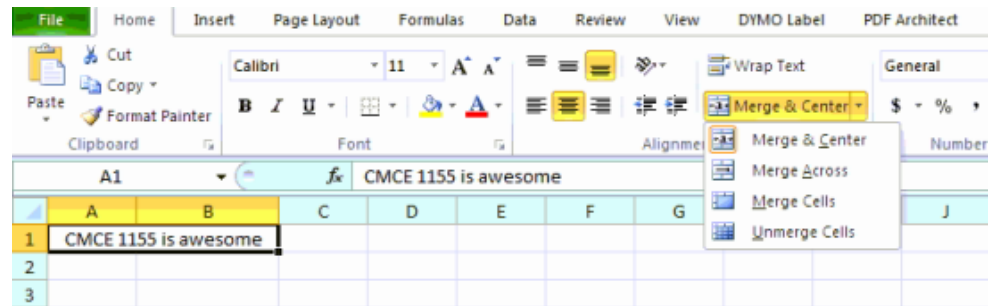 File Home Insert Page Layout Formulas Data Review View DYMO Label PDF Architect
Cut
Copy
Paste
Format Painter
Calibri 11 A A
B I U A
Wrap Text
Merge & Center
General
$ % ,
Clipboard Font Alignme Number
Merge & Center
Merge Across
Merge Cells
Unmerge Cells
A1 fx CMCE 1155 is awesome
A B C D E F G J
1 CMCE 1155 is awesome
2
3